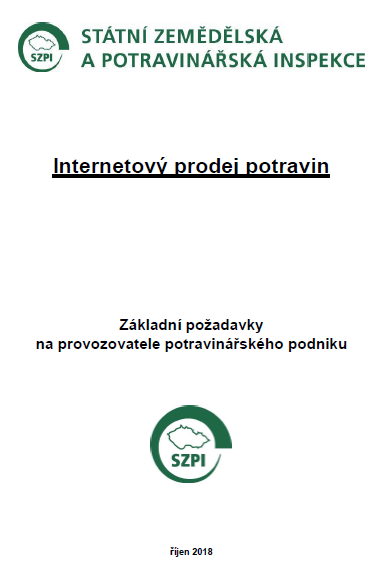 SZPI
STÁTNÍ ZEMĚDĚLSKÁ
A POTRAVINÁŘSKÁ INSPEKCE
Internetový prodej potravin
Základní požadavky
na provozovatele potravinářského podniku
SZPI
říjen 2018